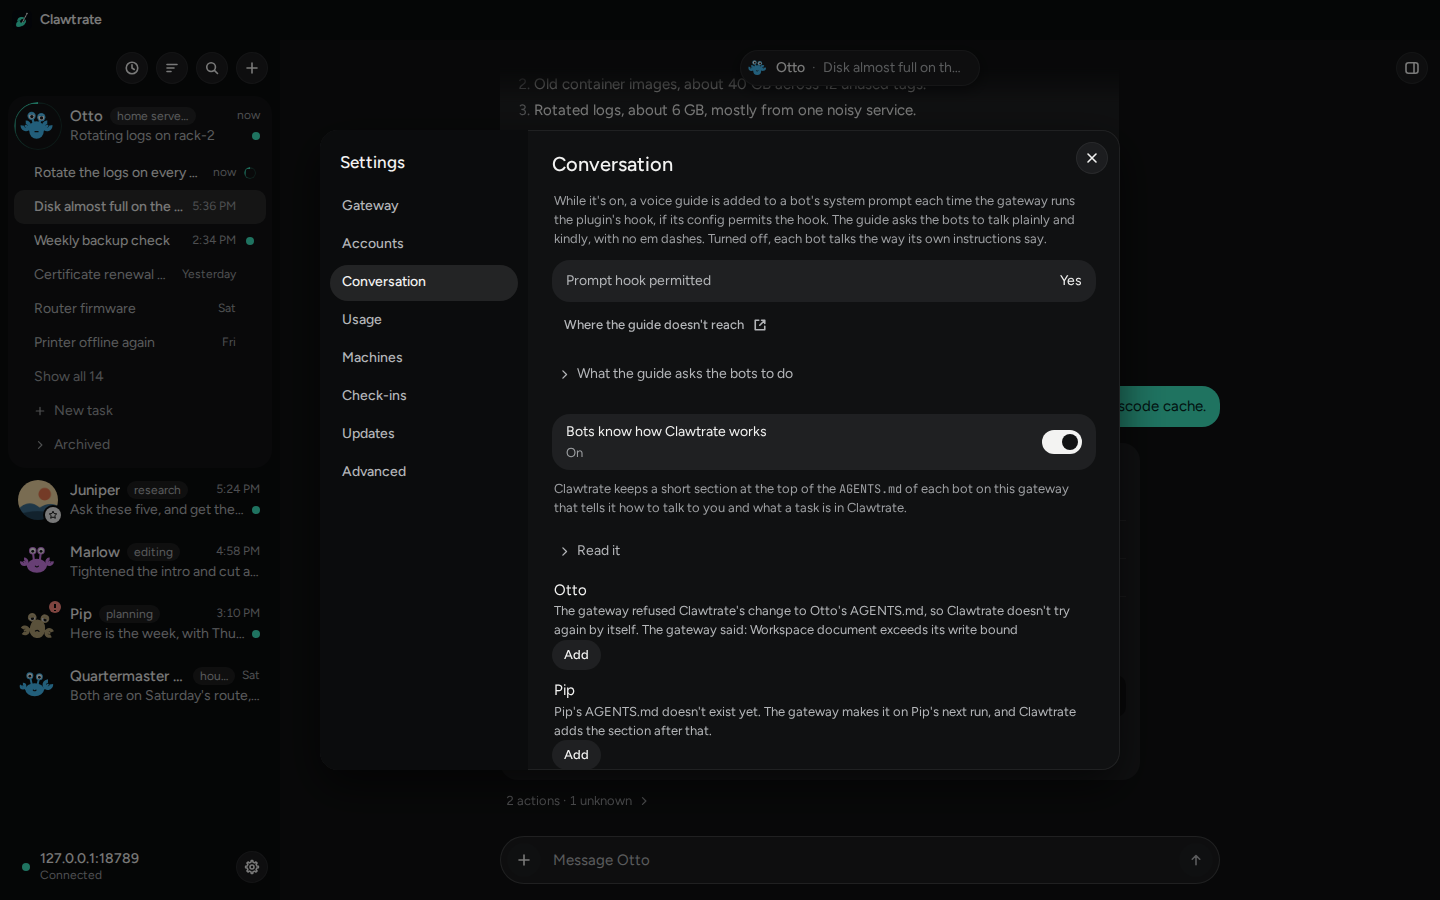 Clawtrate
Otto · Disk almost full on th...
2. Old container images, about 40 GB across 12 unused tags.
3. Rotated logs, about 6 GB, mostly from one noisy service.
Otto home serve... now
Rotating logs on rack-2
Rotate the logs on every ... now
Disk almost full on the ... 5:36 PM
Weekly backup check 2:34 PM
Certificate renewal ... Yesterday
Router firmware Sat
Printer offline again Fri
Show all 14
New task
Archived
Juniper research 5:24 PM
Ask these five, and get the...
Marlow editing 4:58 PM
Tightened the intro and cut a...
Pip planning 3:10 PM
Here is the week, with Thu...
Quartermaster ... hou... Sat
Both are on Saturday's route,...
127.0.0.1:18789
Connected
Settings
Gateway
Accounts
Conversation
Usage
Machines
Check-ins
Updates
Advanced
Conversation
While it's on, a voice guide is added to a bot's system prompt each time the gateway runs
the plugin's hook, if its config permits the hook. The guide asks the bots to talk plainly and
kindly, with no em dashes. Turned off, each bot talks the way its own instructions say.
Prompt hook permitted Yes
Where the guide doesn't reach
What the guide asks the bots to do
Bots know how Clawtrate works
On
Clawtrate keeps a short section at the top of the AGENTS.md of each bot on this gateway
that tells it how to talk to you and what a task is in Clawtrate.
Read it
Otto
The gateway refused Clawtrate's change to Otto's AGENTS.md, so Clawtrate doesn't try
again by itself. The gateway said: Workspace document exceeds its write bound
Add
Pip
Pip's AGENTS.md doesn't exist yet. The gateway makes it on Pip's next run, and Clawtrate
adds the section after that.
Add
scode cache.
2 actions · 1 unknown
Message Otto